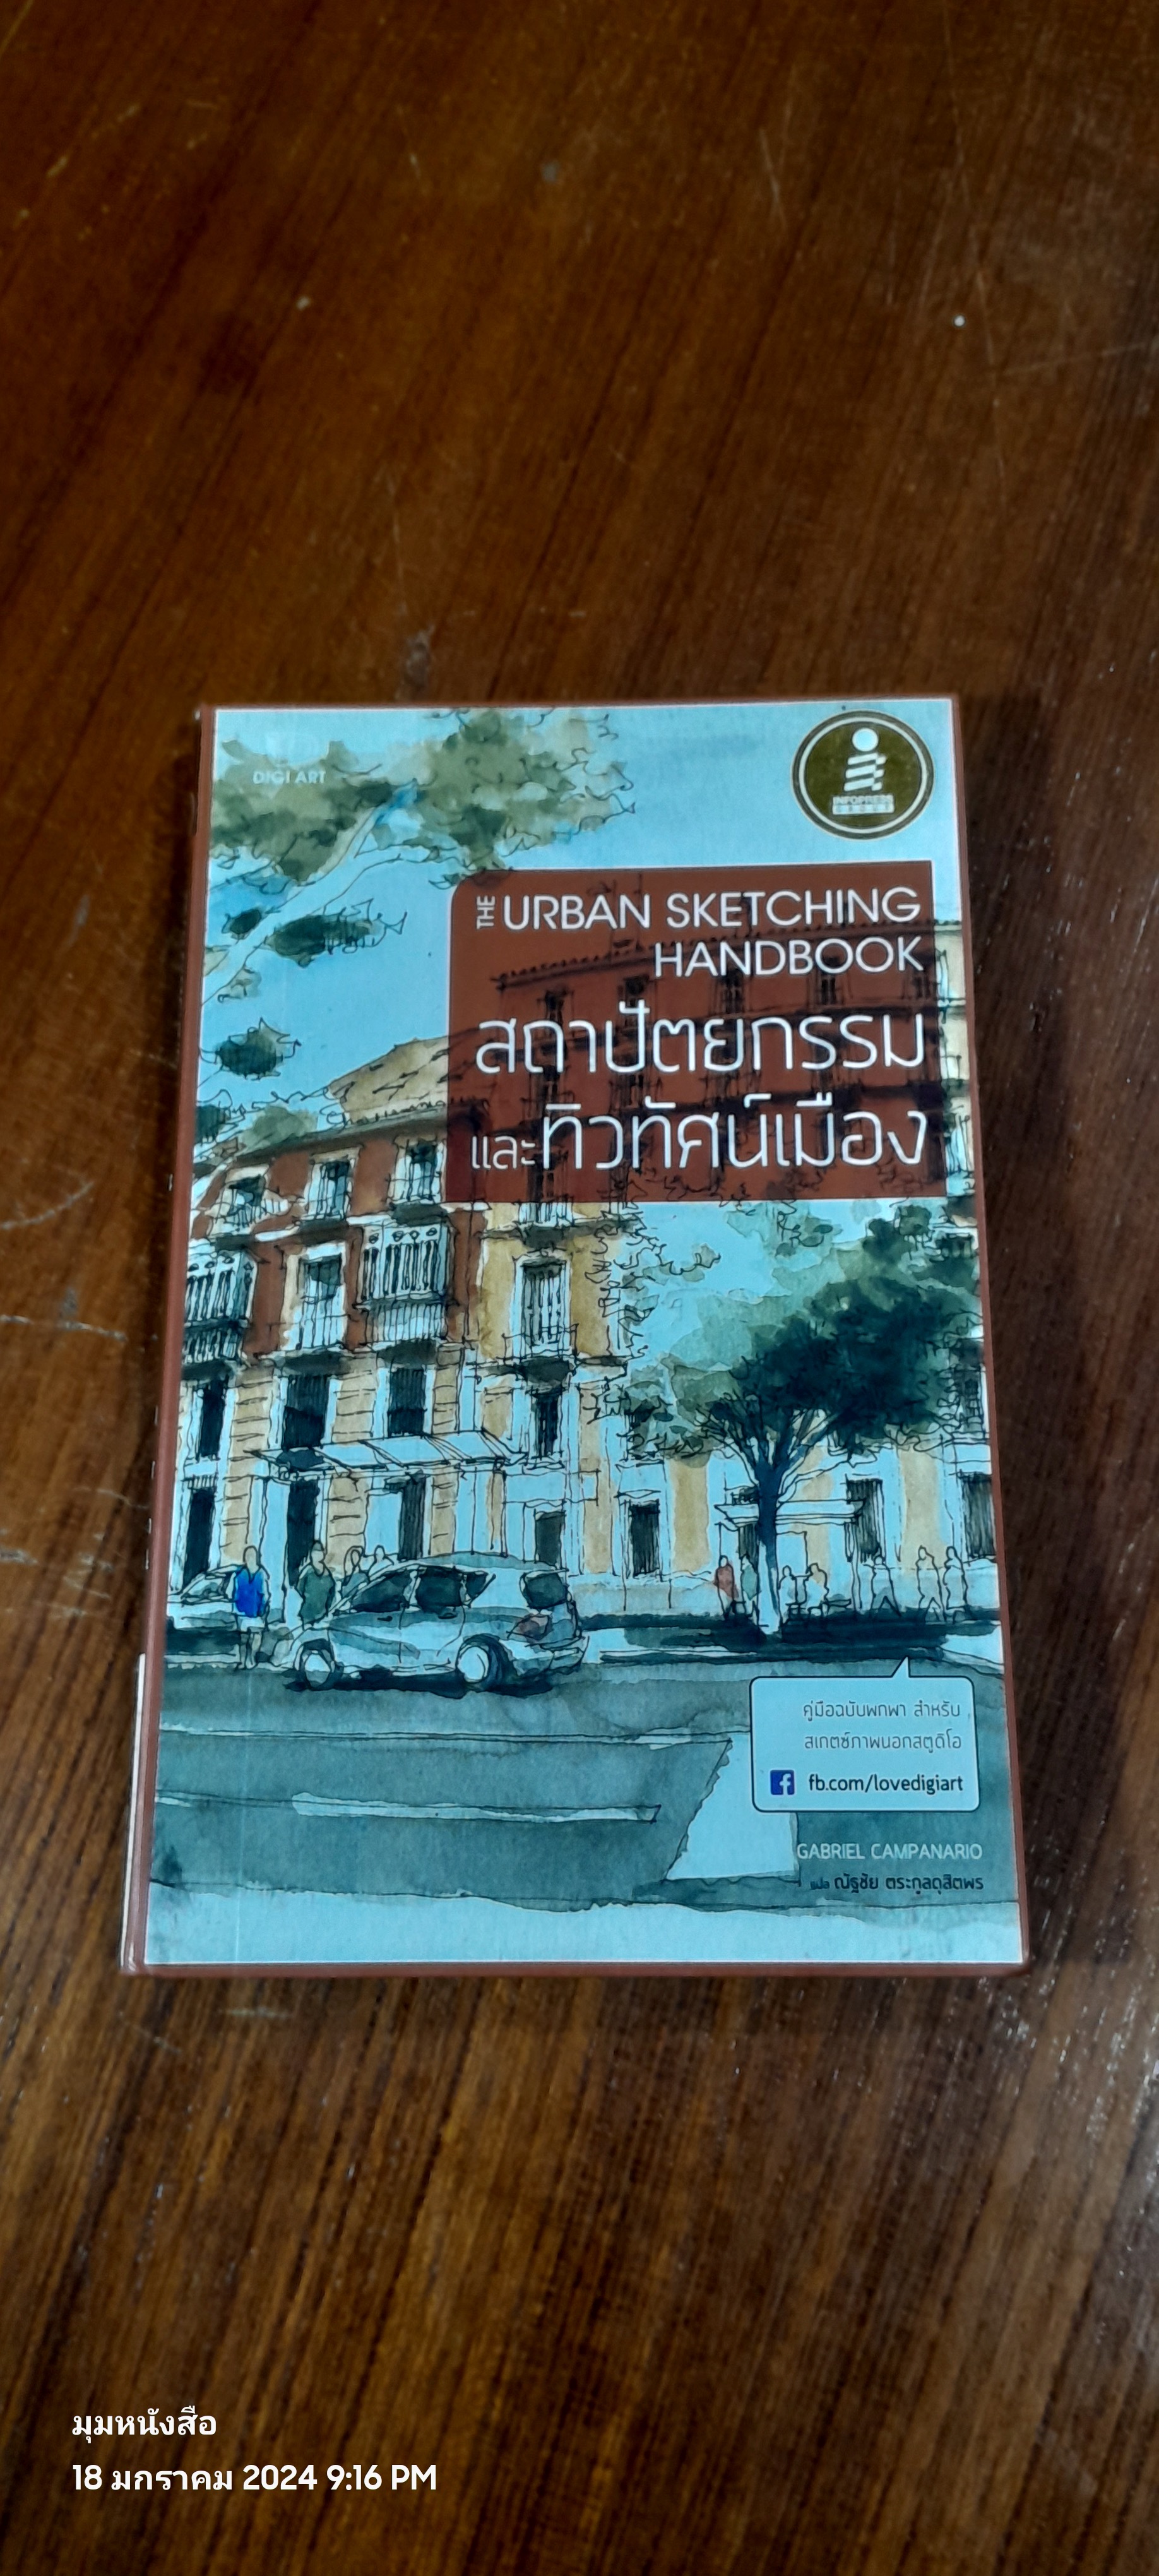 DIGI ART
INFOPRESS
GROUP
THE URBAN SKETCHING
HANDBOOK
สถาปัตยกรรม
และทิวทัศน์เมือง
คู่มือฉบับพกพา สำหรับ
สเกตซ์ภาพนอกสตูดิโอ
fb.com/lovedigiart
GABRIEL CAMPANARIO
แปล ณัฐชัย ตระกูลดุสิตพร
มุมหนังสือ
18 มกราคม 2024 9:16 PM